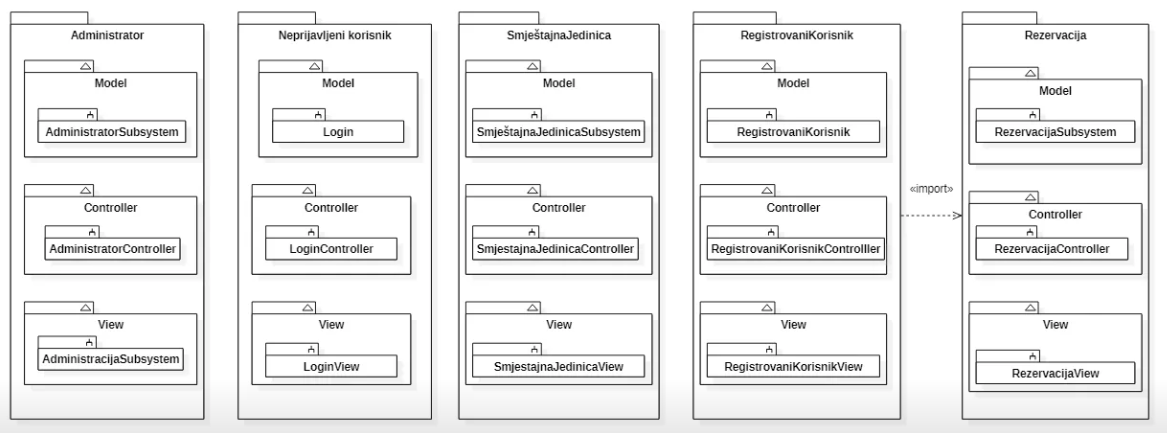 Administrator
Model
AdministratorSubsystem
Controller
AdministratorController
View
AdministracijaSubsystem
Neprijavljeni korisnik
Model
Login
Controller
LoginController
View
LoginView
SmještajnaJedinica
Model
SmještajnaJedinicaSubsystem
Controller
SmjestajnaJedinicaController
View
SmjestajnaJedinicaView
RegistrovaniKorisnik
Model
RegistrovaniKorisnik
Controller
RegistrovaniKorisnikControlller
View
RegistrovaniKorisnikView
«import»
Rezervacija
Model
RezervacijaSubsystem
Controller
RezervacijaController
View
RezervacijaView